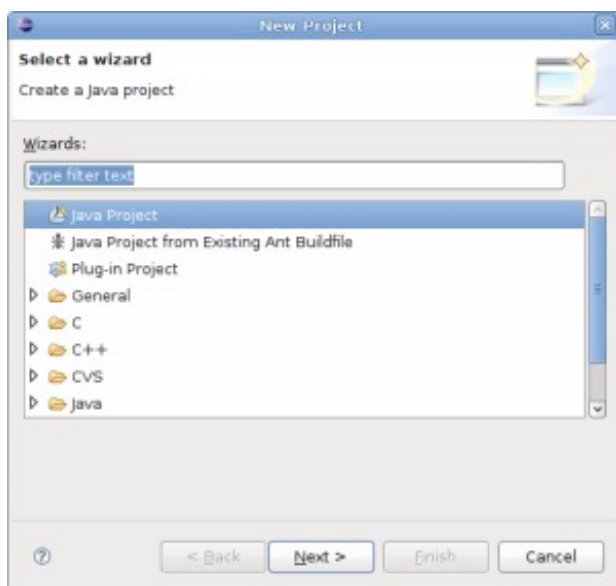 New Project
Select a wizard
Create a Java project
Wizards:
type filter text
Java Project
Java Project from Existing Ant Buildfile
Plug-in Project
General
C
C++
CVS
Java
< Back Next > Finish Cancel